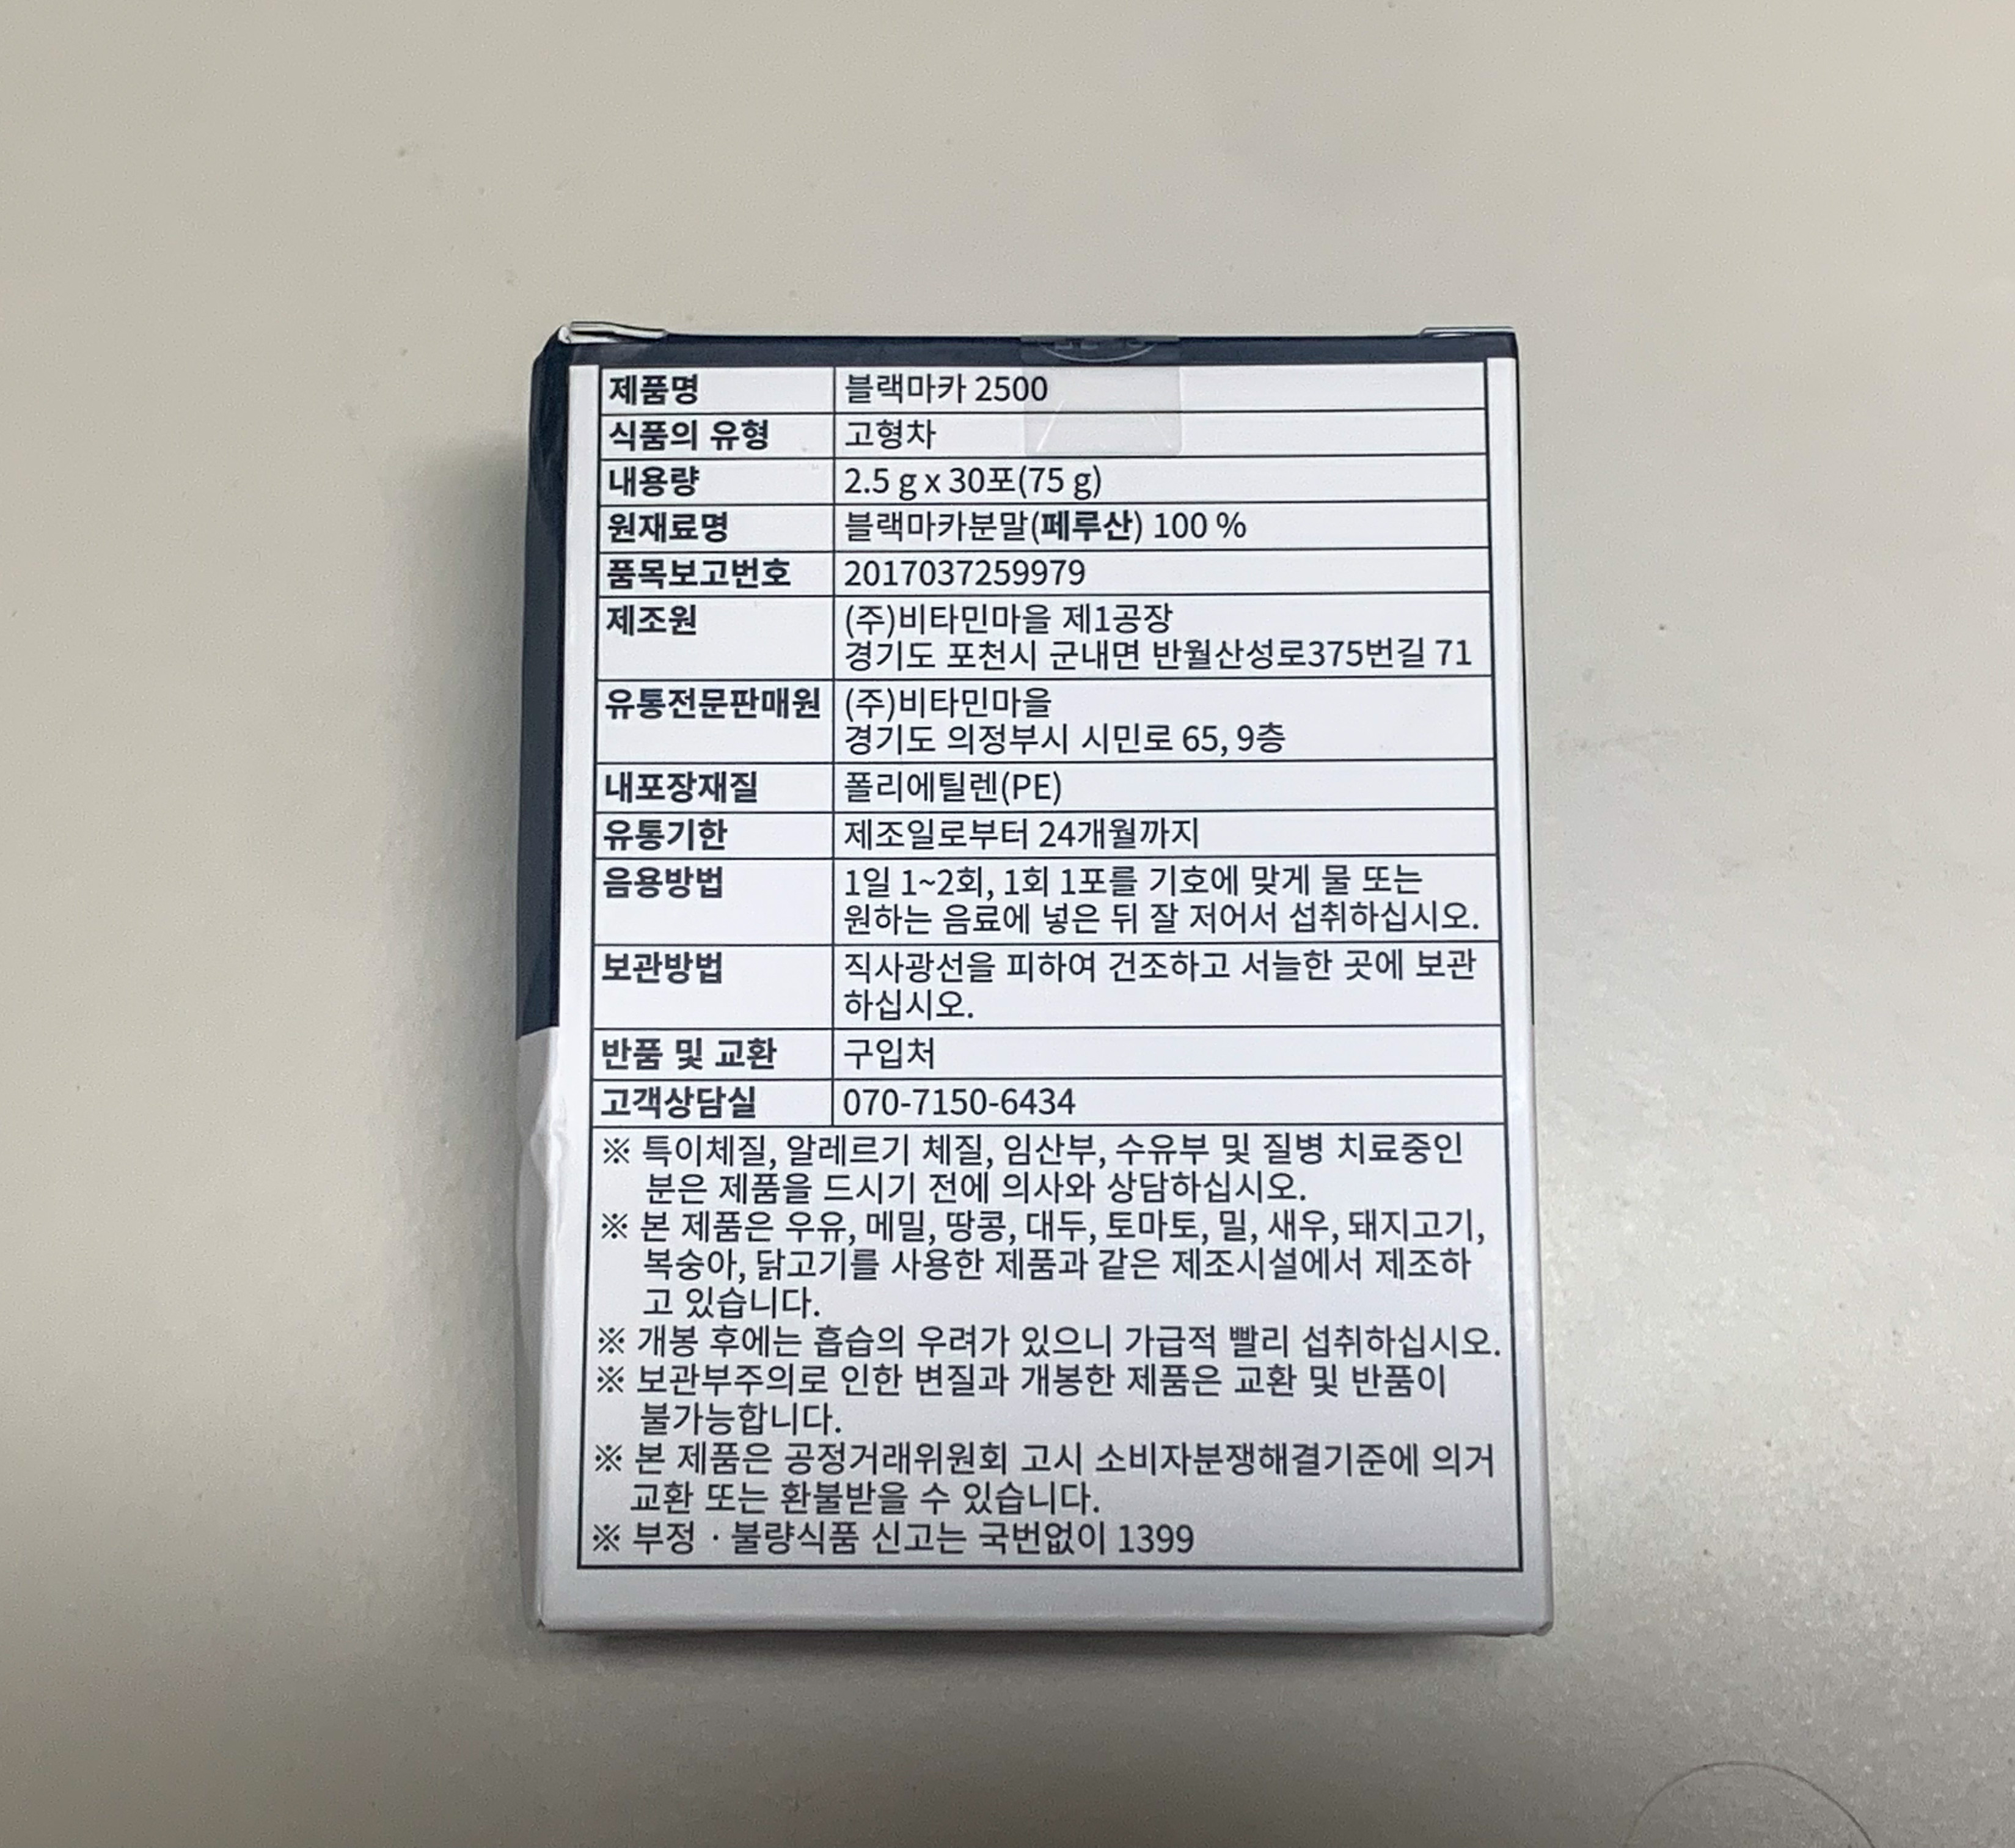 제품명 블랙마카 2500
식품의 유형 고형차
내용량 2.5 g x 30포(75 g)
원재료명 블랙마카분말(페루산) 100 %
품목보고번호 2017037259979
제조원 (주)비타민마을 제1공장
경기도 포천시 군내면 반월산성로375번길 71
유통전문판매원 (주)비타민마을
경기도 의정부시 시민로 65, 9층
내포장재질 폴리에틸렌(PE)
유통기한 제조일로부터 24개월까지
음용방법 1일 1~2회, 1회 1포를 기호에 맞게 물 또는
원하는 음료에 넣은 뒤 잘 저어서 섭취하십시오.
보관방법 직사광선을 피하여 건조하고 서늘한 곳에 보관
하십시오.
반품 및 교환 구입처
고객상담실 070-7150-6434
※ 특이체질, 알레르기 체질, 임산부, 수유부 및 질병 치료중인
분은 제품을 드시기 전에 의사와 상담하십시오.
※ 본 제품은 우유, 메밀, 땅콩, 대두, 토마토, 밀, 새우, 돼지고기,
복숭아, 닭고기를 사용한 제품과 같은 제조시설에서 제조하
고 있습니다.
※ 개봉 후에는 흡습의 우려가 있으니 가급적 빨리 섭취하십시오.
※ 보관부주의로 인한 변질과 개봉한 제품은 교환 및 반품이
불가능합니다.
※ 본 제품은 공정거래위원회 고시 소비자분쟁해결기준에 의거
교환 또는 환불받을 수 있습니다.
※ 부정 · 불량식품 신고는 국번없이 1399